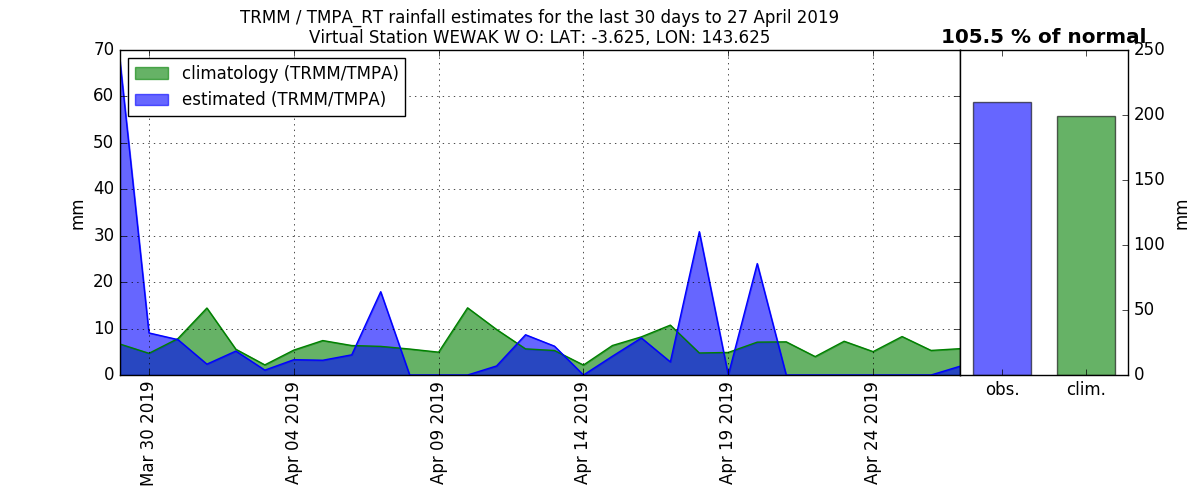 TRMM / TMPA_RT rainfall estimates for the last 30 days to 27 April 2019
Virtual Station WEWAK W O: LAT: -3.625, LON: 143.625
105.5 % of normal
climatology (TRMM/TMPA)
estimated (TRMM/TMPA)
70
60
50
40
30
20
10
0
mm
Mar 30 2019
Apr 04 2019
Apr 09 2019
Apr 14 2019
Apr 19 2019
Apr 24 2019
obs.
clim.
250
200
150
100
50
0
mm